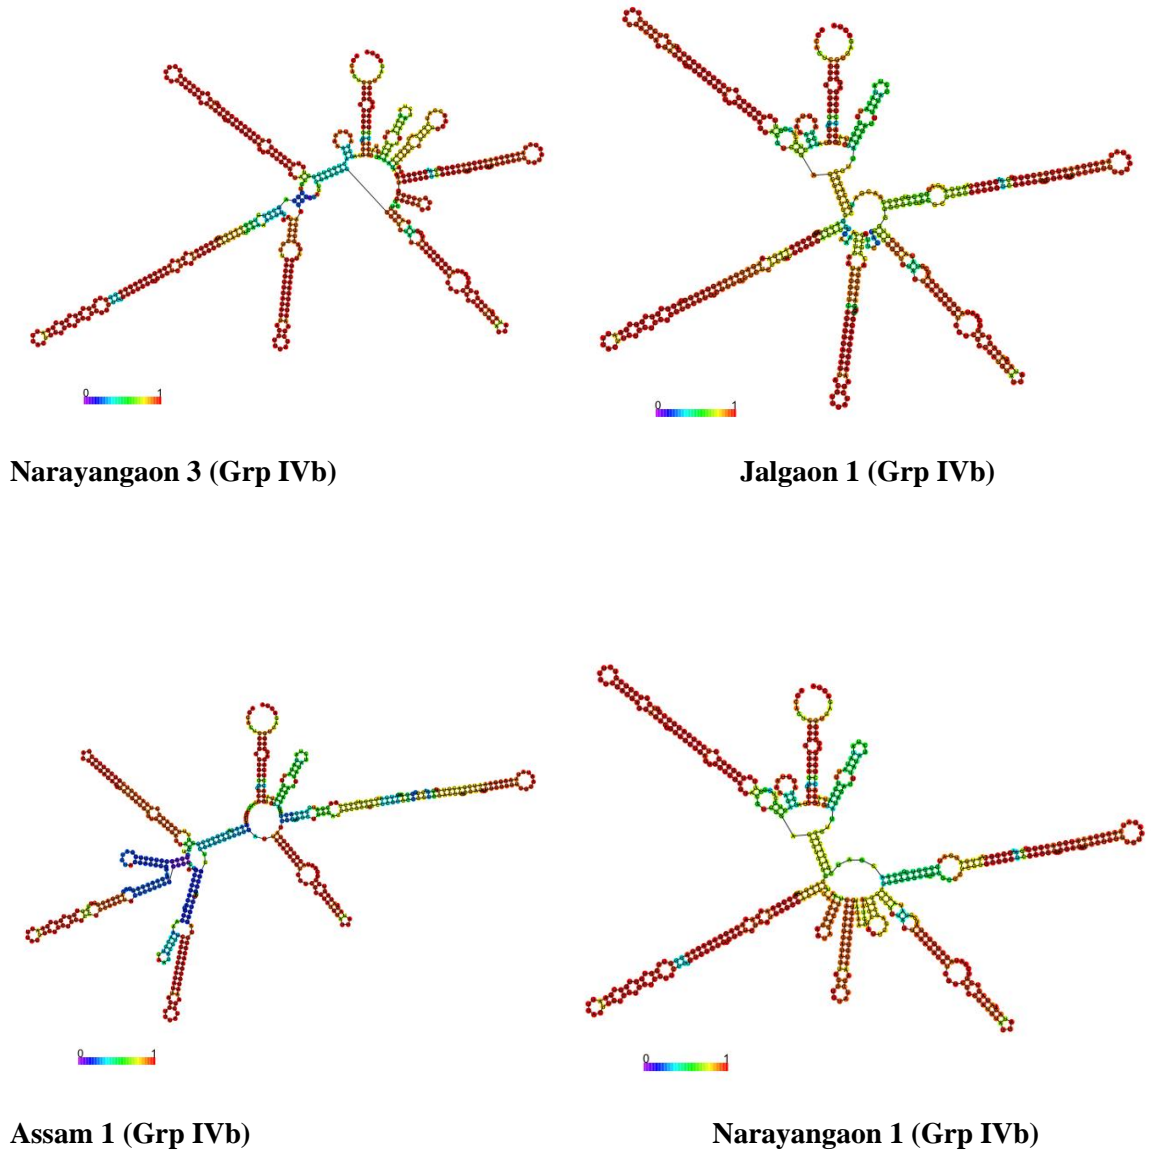 0 1
0 1
Narayangaon 3 (Grp IVb)
Jalgaon 1 (Grp IVb)
0 1
0 1
Assam 1 (Grp IVb)
Narayangaon 1 (Grp IVb)